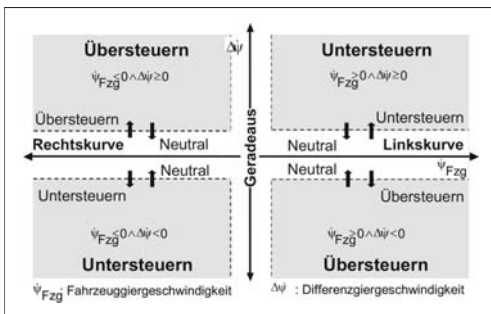 Übersteuern
Δψ̇
Untersteuern
ψ̇Fzg≤0∧Δψ̇≥0
ψ̇Fzg>0∧Δψ̇≥0
Übersteuern
Untersteuern
Rechtskurve
Neutral
Geradeaus
Neutral
Linkskurve
Neutral
Neutral
ψ̇Fzg
Untersteuern
Übersteuern
ψ̇Fzg≤0∧Δψ̇<0
ψ̇Fzg>0∧Δψ̇<0
Untersteuern
Übersteuern
ψ̇Fzg: Fahrzeuggiergeschwindigkeit
Δψ̇ : Differenzgiergeschwindigkeit